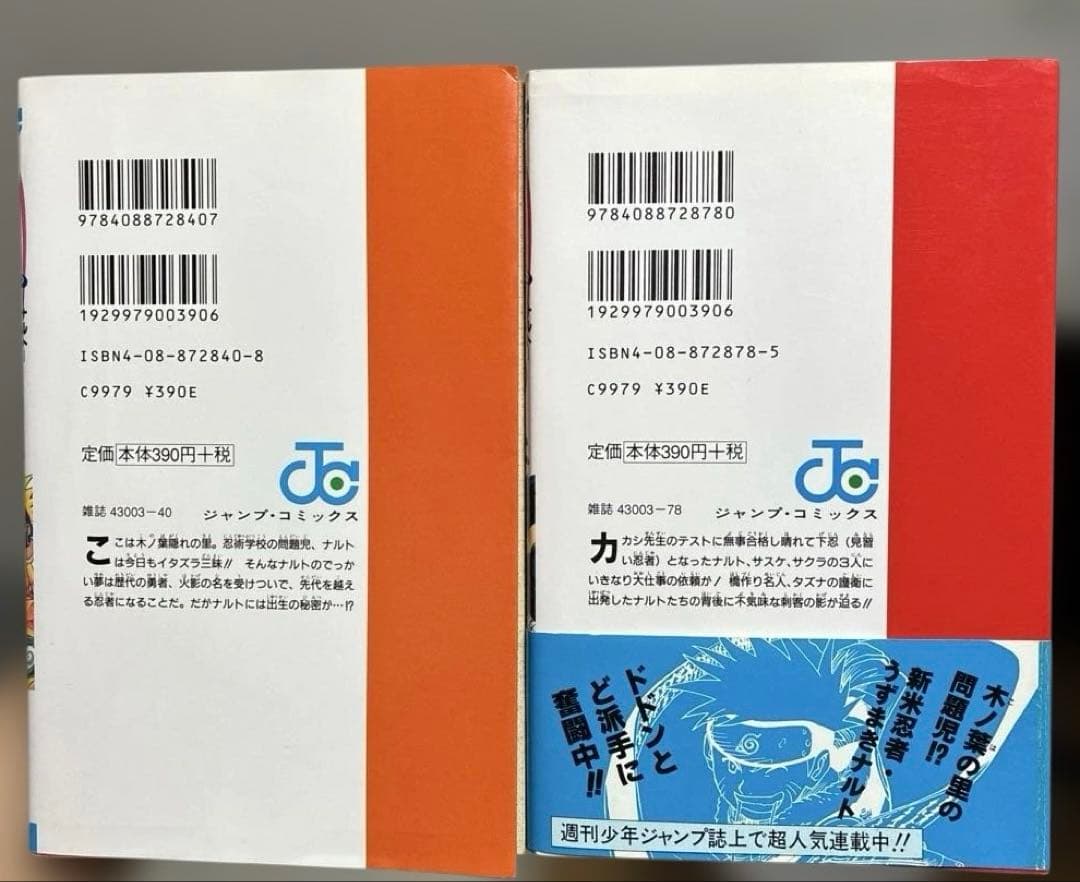 9784088728407
1929979003906
ISBN4-08-872840-8
C9979 ¥390E
定価本体390円+税
雑誌 43003-40
ジャンプ・コミックス
ここは木ノ葉隠れの里。忍術学校の問題児、ナルト
は今日もイタズラ三昧!! そんなナルトのでっか
い夢は歴代の勇者、火影の名を受けついで、先代を越え
る忍者になることだ。だがナルトには出生の秘密が…!?
9784088728780
1929979003906
ISBN4-08-872878-5
C9979 ¥390E
定価本体390円+税
雑誌 43003-78
ジャンプ・コミックス
カカシ先生のテストに無事合格し晴れて下忍(見習
い忍者)となったナルト、サスケ、サクラの3人に
いきなり大仕事の依頼が! 橋作り名人、タズナの護衛に
出発したナルトたちの背後に不気味な刺客の影が迫る!!
木ノ葉の里の
問題児!?
新米忍者・
うずまきナルト
ドドンと
ど派手に
奮闘中!!
週刊少年ジャンプ誌上で超人気連載中!!